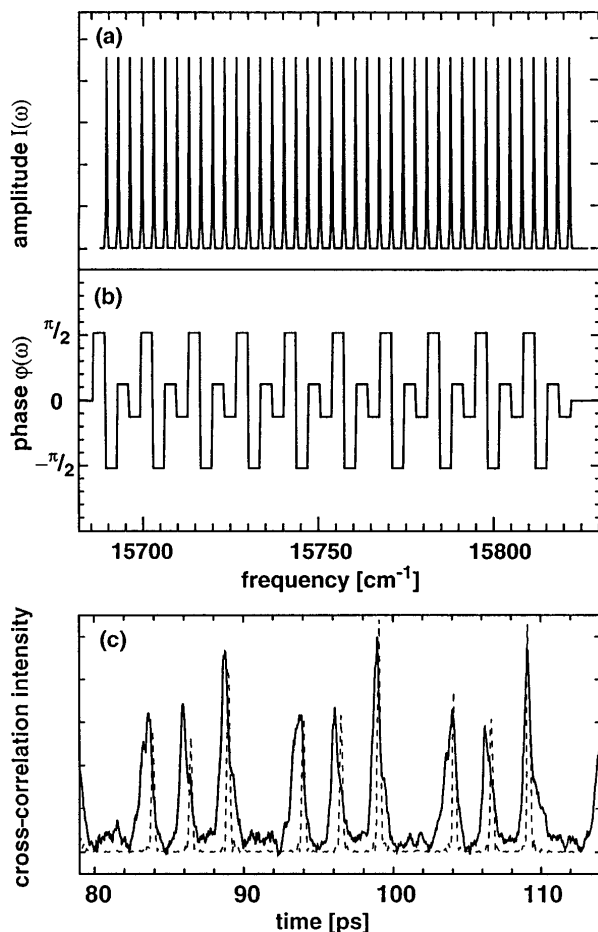 (a)
amplitude I(ω)
(b)
phase φ(ω)
π/2
0
−π/2
15700 15750 15800
frequency [cm⁻¹]
(c)
cross-correlation intensity
80 90 100 110
time [ps]